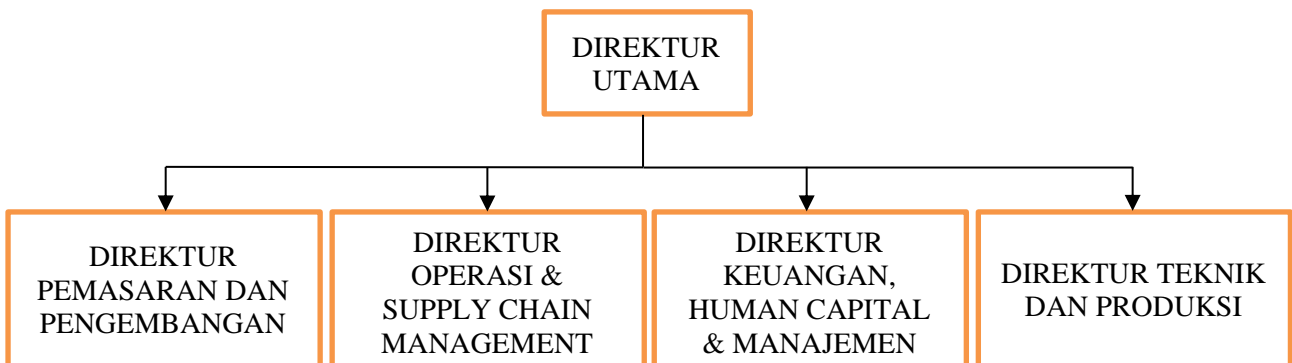 DIREKTUR
UTAMA
DIREKTUR
PEMASARAN DAN
PENGEMBANGAN
DIREKTUR
OPERASI &
SUPPLY CHAIN
MANAGEMENT
DIREKTUR
KEUANGAN,
HUMAN CAPITAL
& MANAJEMEN
DIREKTUR TEKNIK
DAN PRODUKSI